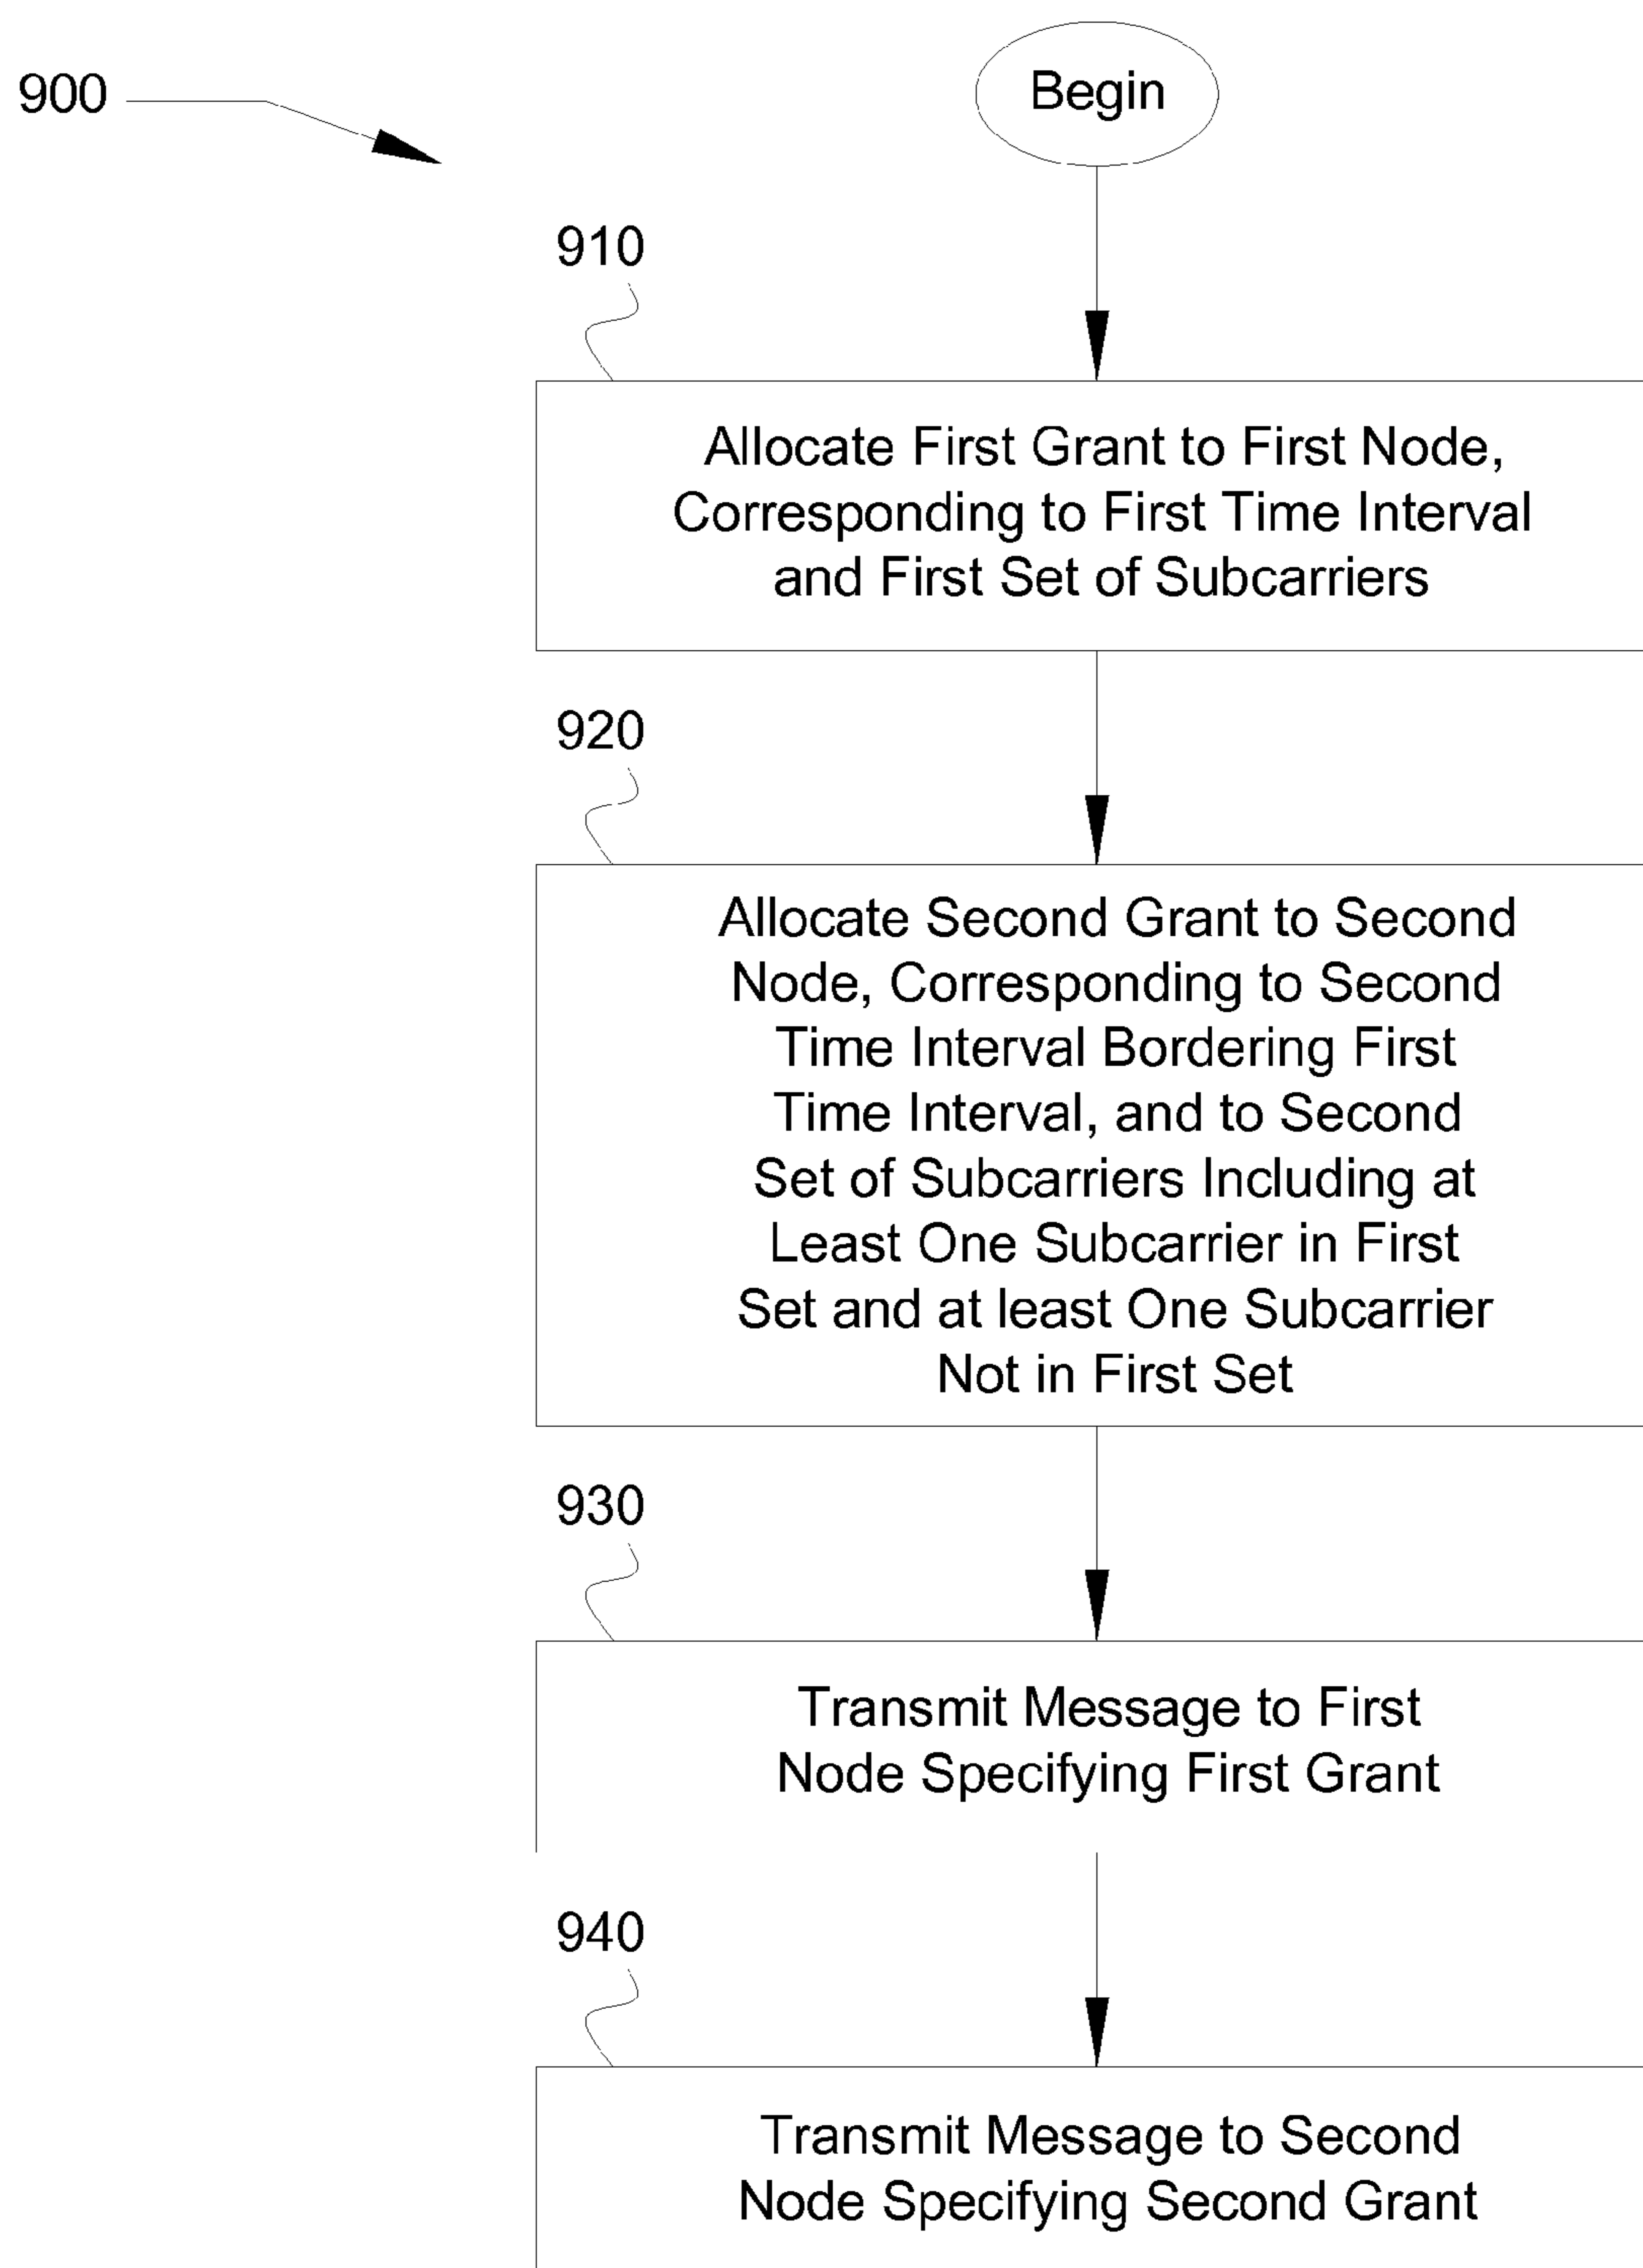 900
Begin
910
Allocate First Grant to First Node,
Corresponding to First Time Interval
and First Set of Subcarriers
920
Allocate Second Grant to Second
Node, Corresponding to Second
Time Interval Bordering First
Time Interval, and to Second
Set of Subcarriers Including at
Least One Subcarrier in First
Set and at least One Subcarrier
Not in First Set
930
Transmit Message to First
Node Specifying First Grant
940
Transmit Message to Second
Node Specifying Second Grant